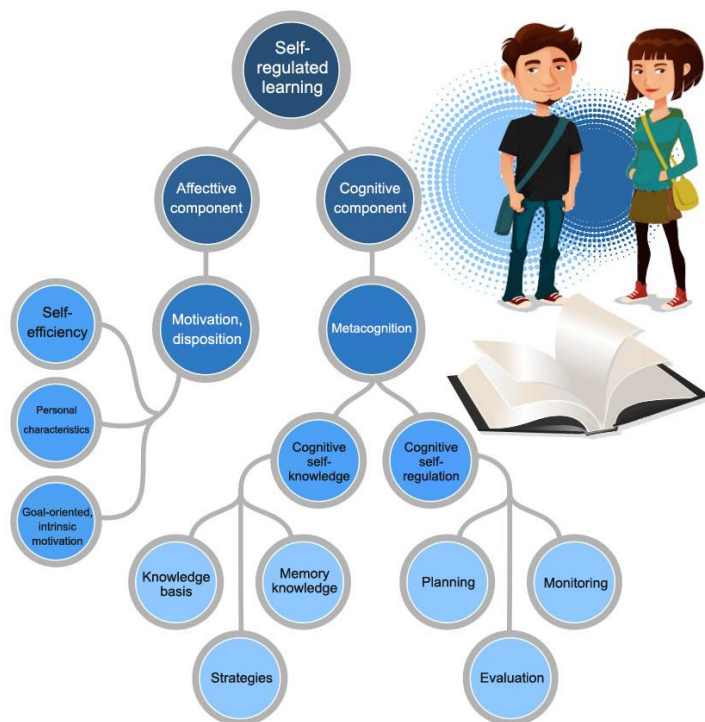 Self-
regulated
learning
Affecttive
component
Cognitive
component
Self-
efficiency
Motivation,
disposition
Metacognition
Personal
characteristics
Goal-oriented,
intrinsic
motivation
Cognitive
self-
knowledge
Cognitive
self-
regulation
Knowledge
basis
Memory
knowledge
Planning
Monitoring
Strategies
Evaluation